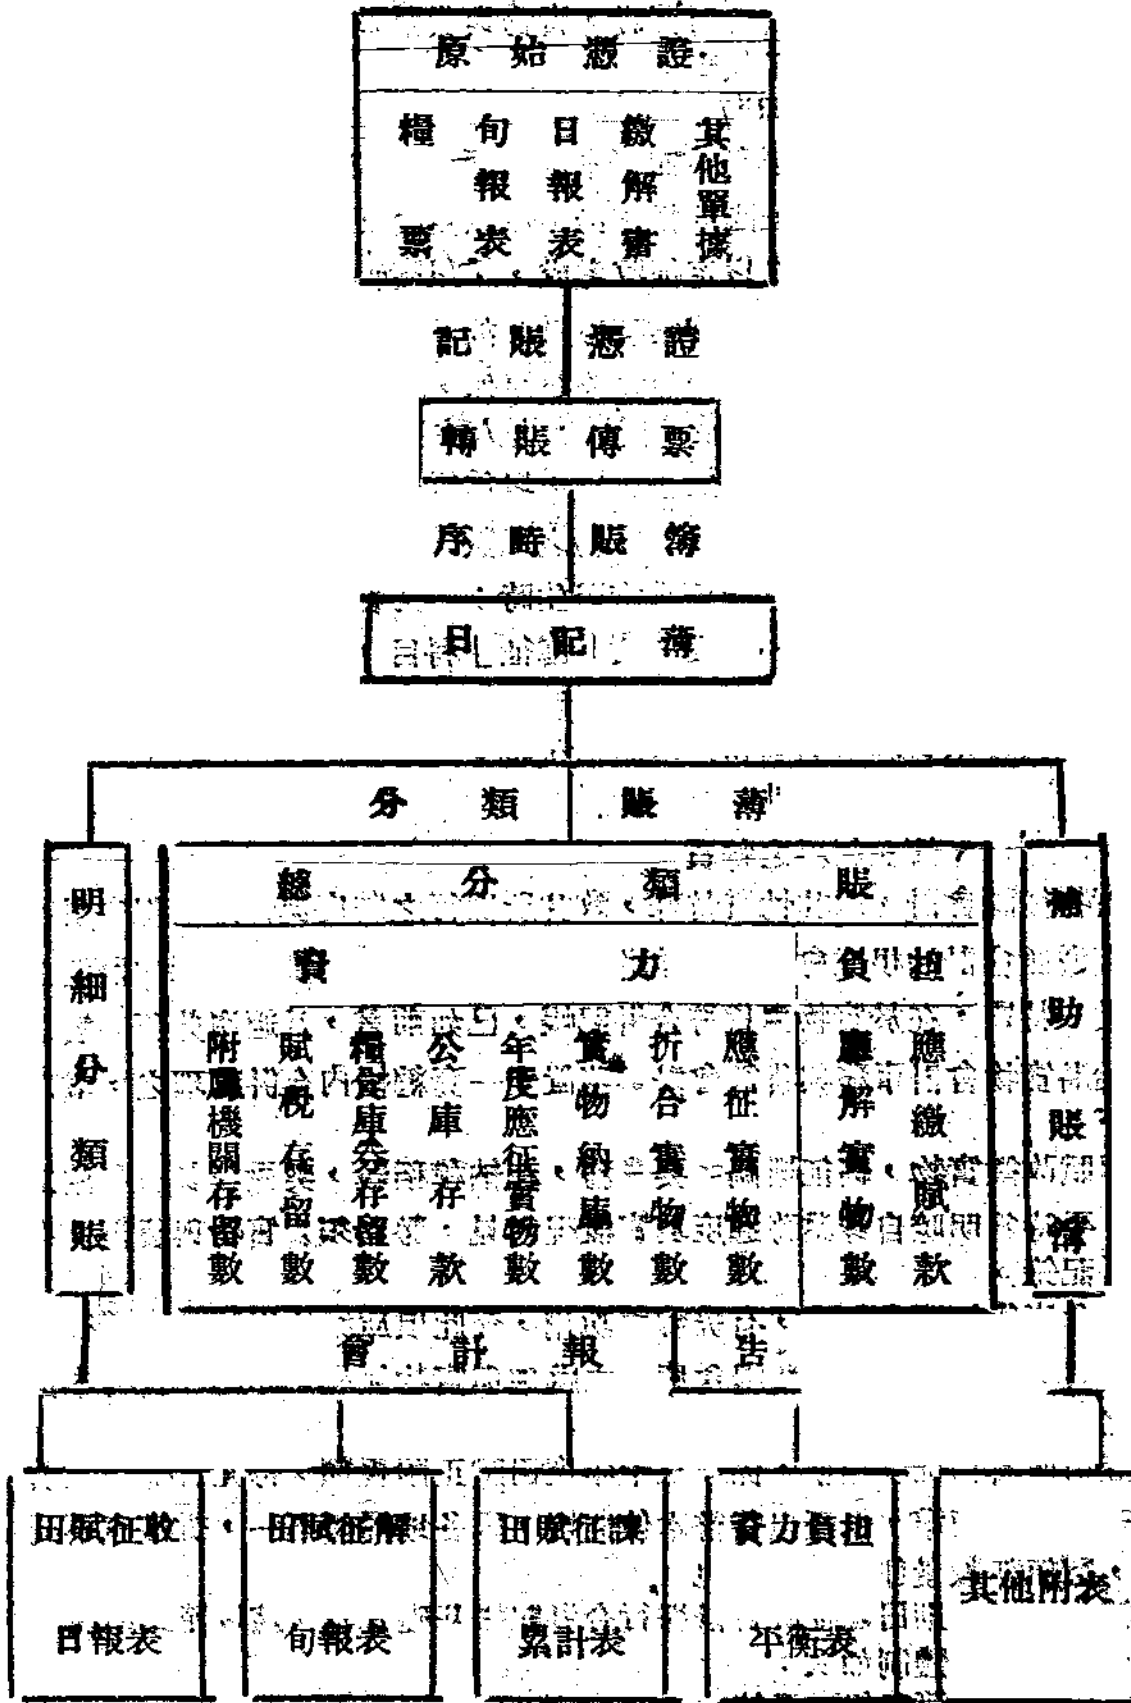 原始憑證
糧票
旬報表
日報表
繳解書
其他單據
記賬憑證
轉賬傳票
序時賬簿
日記薄
分類賬薄
明細分類賬
總分類賬
資力
負担
附屬機關存留數
賦稅存留數
糧食庫券存留數
公庫存款
年度應征實物數
實物納庫數
折合實物數
應征實物數
應解實物數
應繳賦款
補助賬簿
會計報告
田賦征收
日報表
田賦征解
旬報表
田賦征課
累計表
資力負担
平衡表
其他附表